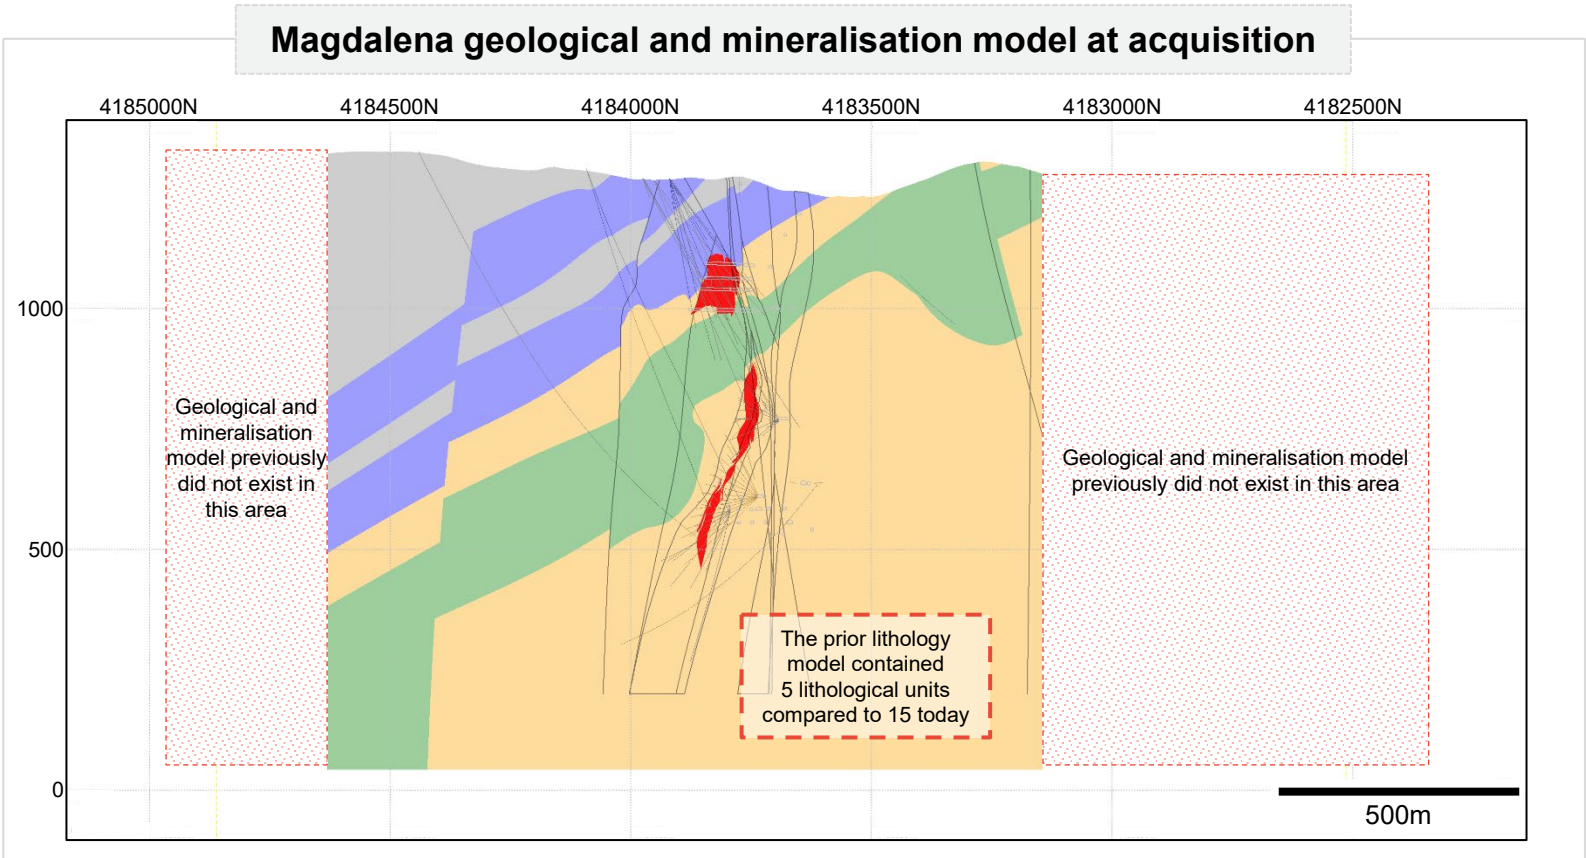 Magdalena geological and mineralisation model at acquisition
4185000N 4184500N 4184000N 4183500N 4183000N 4182500N
1000
Geological and
mineralisation
model previously
did not exist in
this area
Geological and mineralisation model
previously did not exist in this area
500
The prior lithology
model contained
5 lithological units
compared to 15 today
0
500m